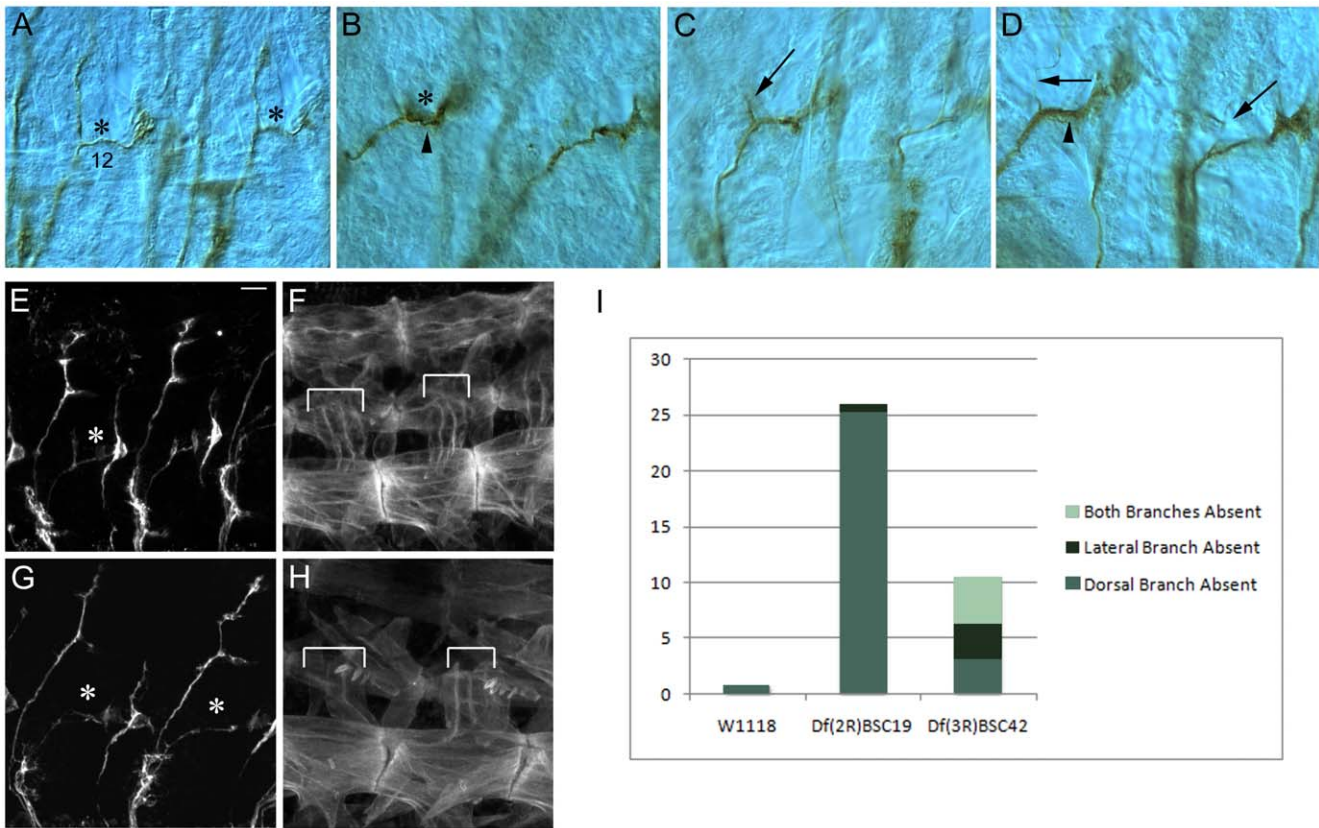 A
B
C
D
*
*
12
*
E
F
*
G
H
*
*
I
30
25
20
15
10
5
0
W1118
Df(2R)BSC19
Df(3R)BSC42
Both Branches Absent
Lateral Branch Absent
Dorsal Branch Absent